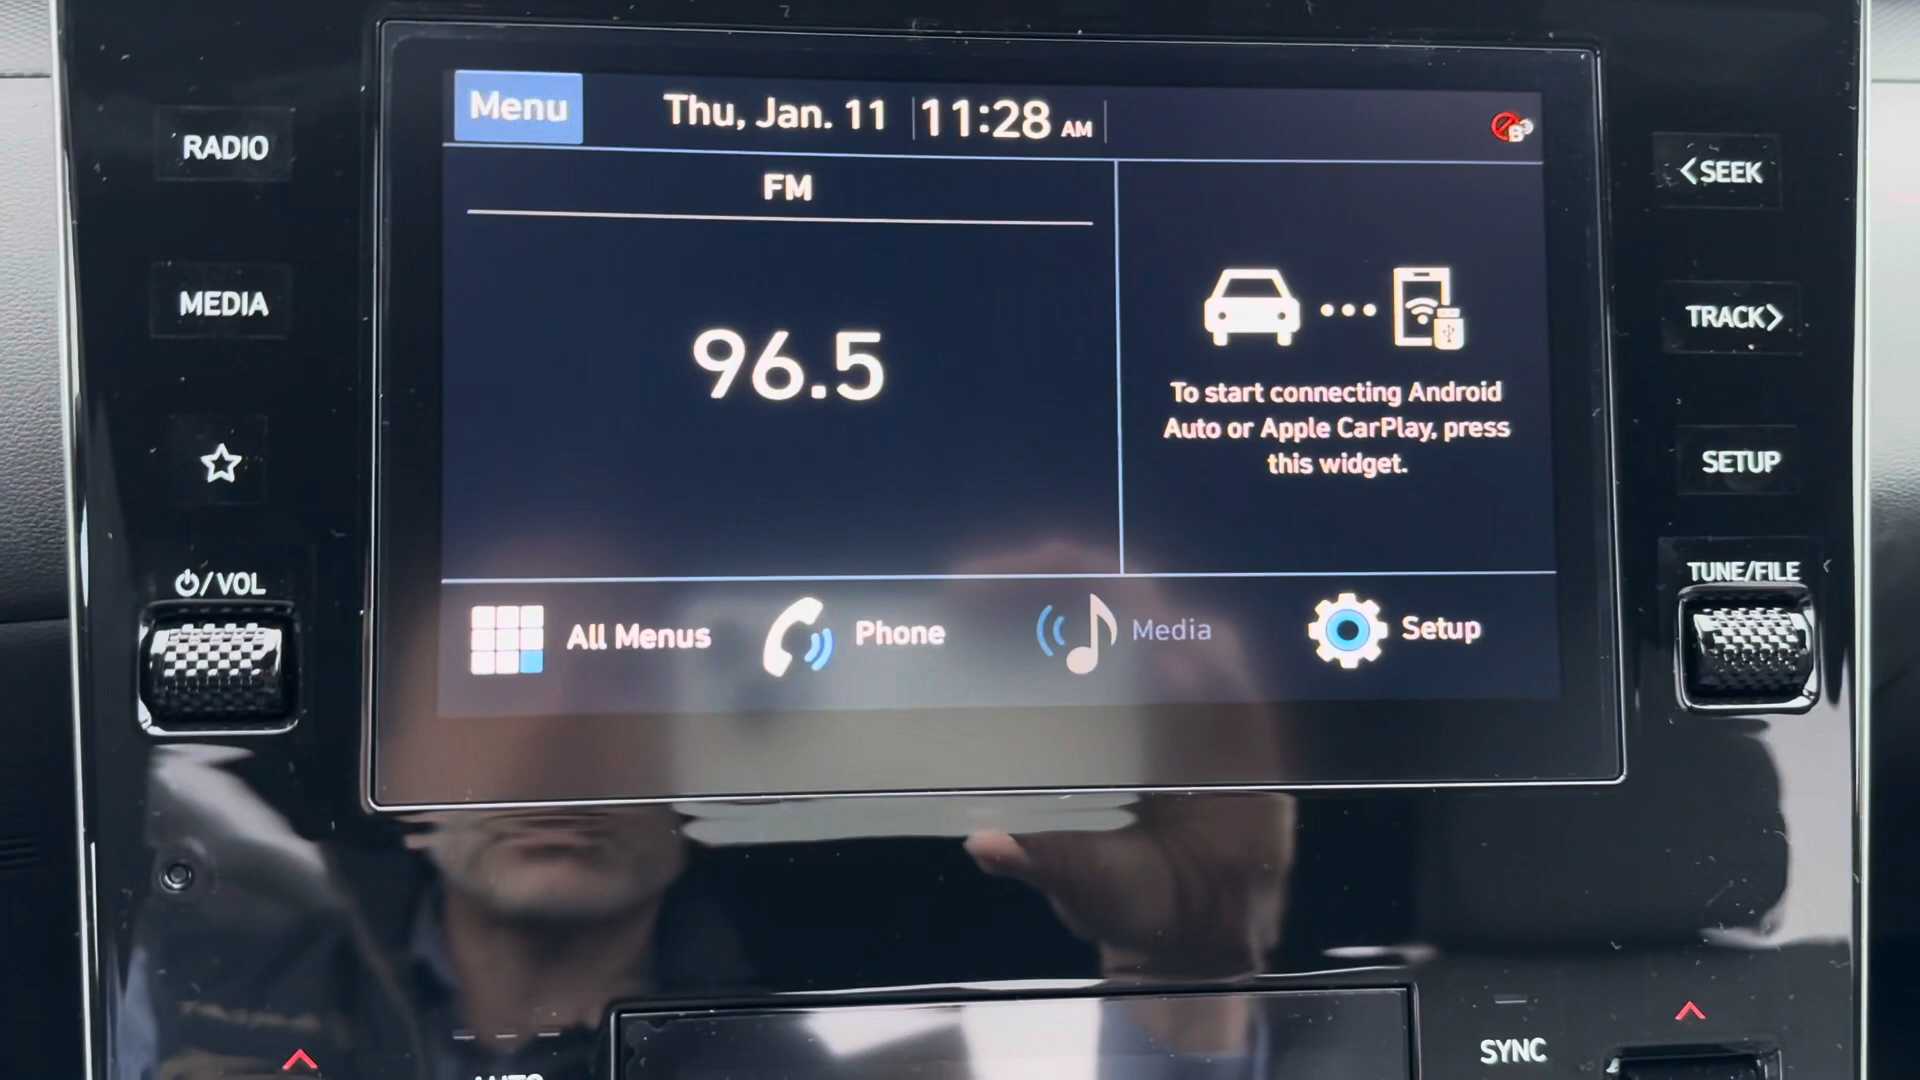 Menu
Thu, Jan. 11
11:28 AM
B
RADIO
MEDIA
/VOL
FM
96.5
To start connecting Android
Auto or Apple CarPlay, press
this widget.
All Menus
Phone
Media
Setup
<SEEK
TRACK>
SETUP
TUNE/FILE
AUTO
SYNC